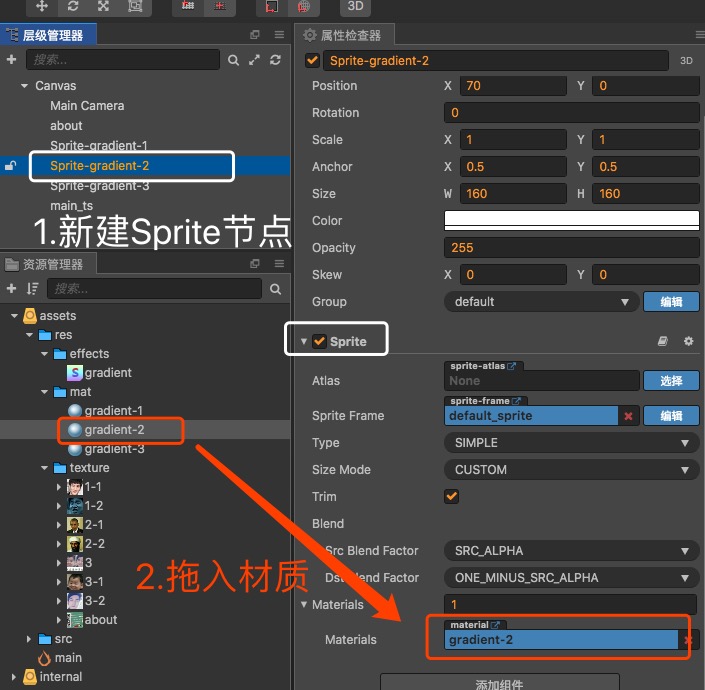 3D
层级管理器
搜索...
Canvas
Main Camera
about
Sprite-gradient-1
Sprite-gradient-2
Sprite-gradient-3
main_ts
1.新建Sprite节点
资源管理器
搜索...
assets
res
effects
S gradient
mat
gradient-1
gradient-2
gradient-3
texture
1-1
1-2
2-1
2-2
3
3-1
3-2
about
src
main
internal
2.拖入材质
属性检查器
Sprite-gradient-2 3D
Position X 70 Y 0
Rotation 0
Scale X 1 Y 1
Anchor X 0.5 Y 0.5
Size W 160 H 160
Color
Opacity 255
Skew X 0 Y 0
Group default 编辑
Sprite
sprite-atlas
Atlas None 选择
sprite-frame
Sprite Frame default_sprite 编辑
Type SIMPLE
Size Mode CUSTOM
Trim
Blend
Src Blend Factor SRC_ALPHA
Dst Blend Factor ONE_MINUS_SRC_ALPHA
Materials 1
material
Materials gradient-2
添加组件